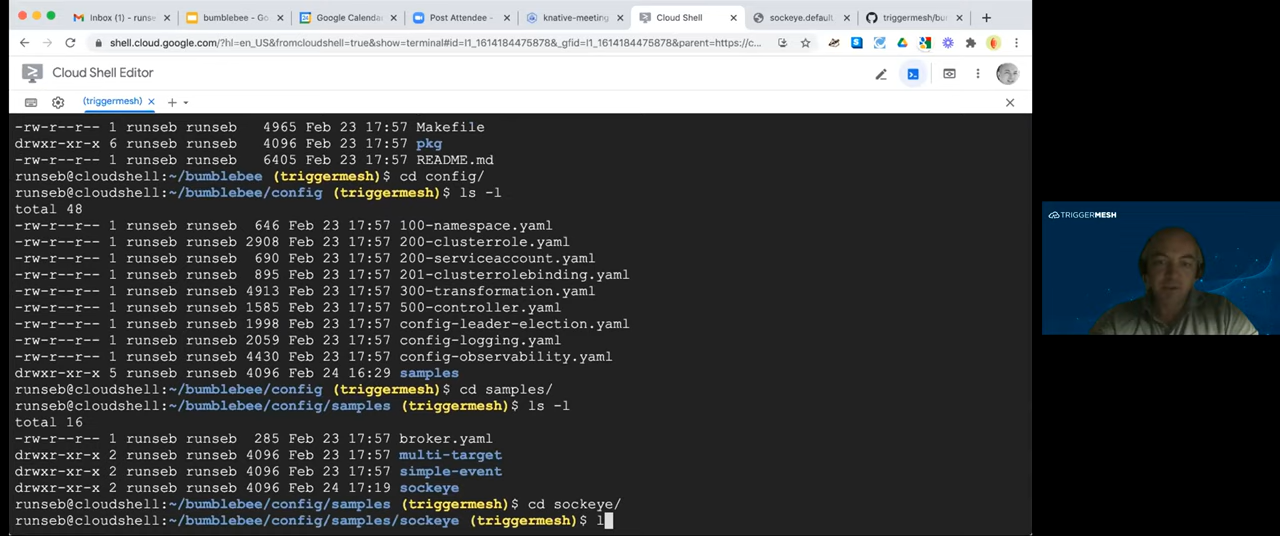 Inbox (1) - runse
bumblebee - Go
Google Calenda
Post Attendee -
knative-meeting
Cloud Shell
sockeye.default
triggermesh/bu
shell.cloud.google.com/?hl=en_US&fromcloudshell=true&show=terminal#id=I1_1614184475878&_gfid=I1_1614184475878&parent=https://c...
Cloud Shell Editor
(triggermesh)
-rw-r--r-- 1 runseb runseb 4965 Feb 23 17:57 Makefile
drwxr-xr-x 6 runseb runseb 4096 Feb 23 17:57 pkg
-rw-r--r-- 1 runseb runseb 6405 Feb 23 17:57 README.md
runseb@cloudshell:~/bumblebee (triggermesh)$ cd config/
runseb@cloudshell:~/bumblebee/config (triggermesh)$ ls -l
total 48
-rw-r--r-- 1 runseb runseb 646 Feb 23 17:57 100-namespace.yaml
-rw-r--r-- 1 runseb runseb 2908 Feb 23 17:57 200-clusterrole.yaml
-rw-r--r-- 1 runseb runseb 690 Feb 23 17:57 200-serviceaccount.yaml
-rw-r--r-- 1 runseb runseb 895 Feb 23 17:57 201-clusterrolebinding.yaml
-rw-r--r-- 1 runseb runseb 4913 Feb 23 17:57 300-transformation.yaml
-rw-r--r-- 1 runseb runseb 1585 Feb 23 17:57 500-controller.yaml
-rw-r--r-- 1 runseb runseb 1998 Feb 23 17:57 config-leader-election.yaml
-rw-r--r-- 1 runseb runseb 2059 Feb 23 17:57 config-logging.yaml
-rw-r--r-- 1 runseb runseb 4430 Feb 23 17:57 config-observability.yaml
drwxr-xr-x 5 runseb runseb 4096 Feb 24 16:29 samples
runseb@cloudshell:~/bumblebee/config (triggermesh)$ cd samples/
runseb@cloudshell:~/bumblebee/config/samples (triggermesh)$ ls -l
total 16
-rw-r--r-- 1 runseb runseb 285 Feb 23 17:57 broker.yaml
drwxr-xr-x 2 runseb runseb 4096 Feb 23 17:57 multi-target
drwxr-xr-x 2 runseb runseb 4096 Feb 23 17:57 simple-event
drwxr-xr-x 2 runseb runseb 4096 Feb 24 17:19 sockeye
runseb@cloudshell:~/bumblebee/config/samples (triggermesh)$ cd sockeye/
runseb@cloudshell:~/bumblebee/config/samples/sockeye (triggermesh)$ l
TRIGGERMESH